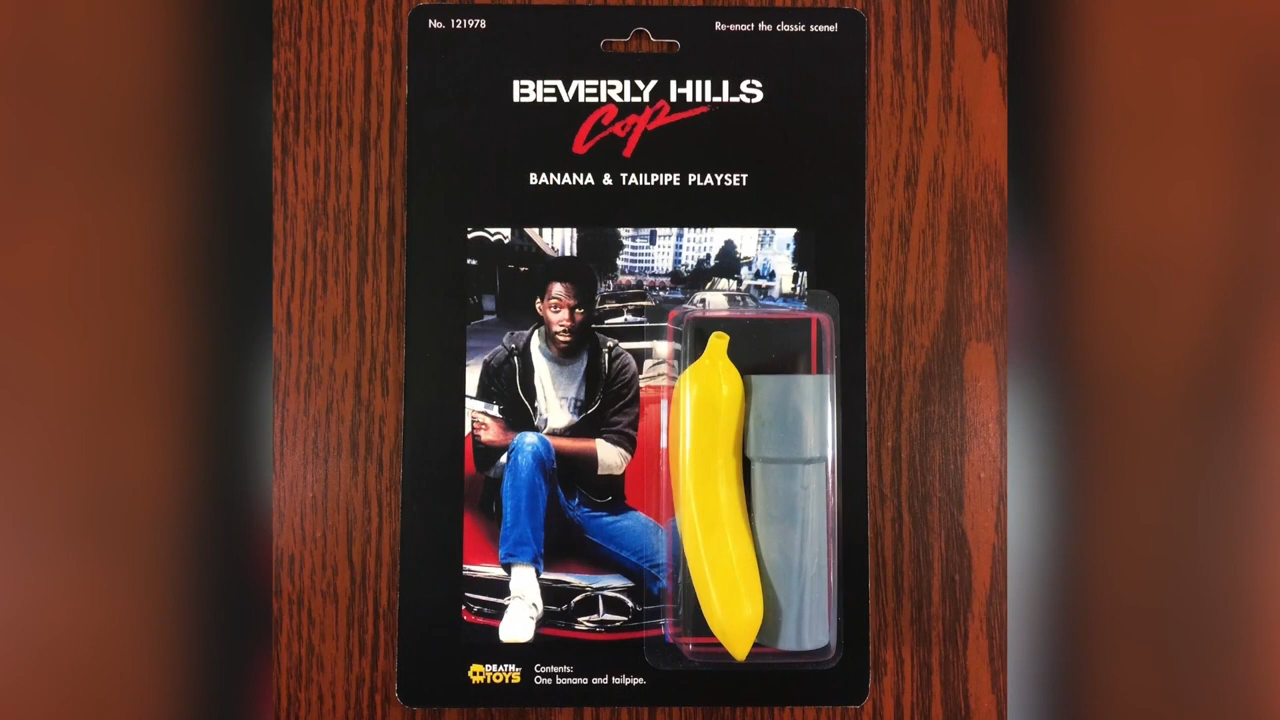 No. 121978
Re-enact the classic scene!
BEVERLY HILLS
Cop
BANANA & TAILPIPE PLAYSET
DEATH BY
TOYS
Contents:
One banana and tailpipe.